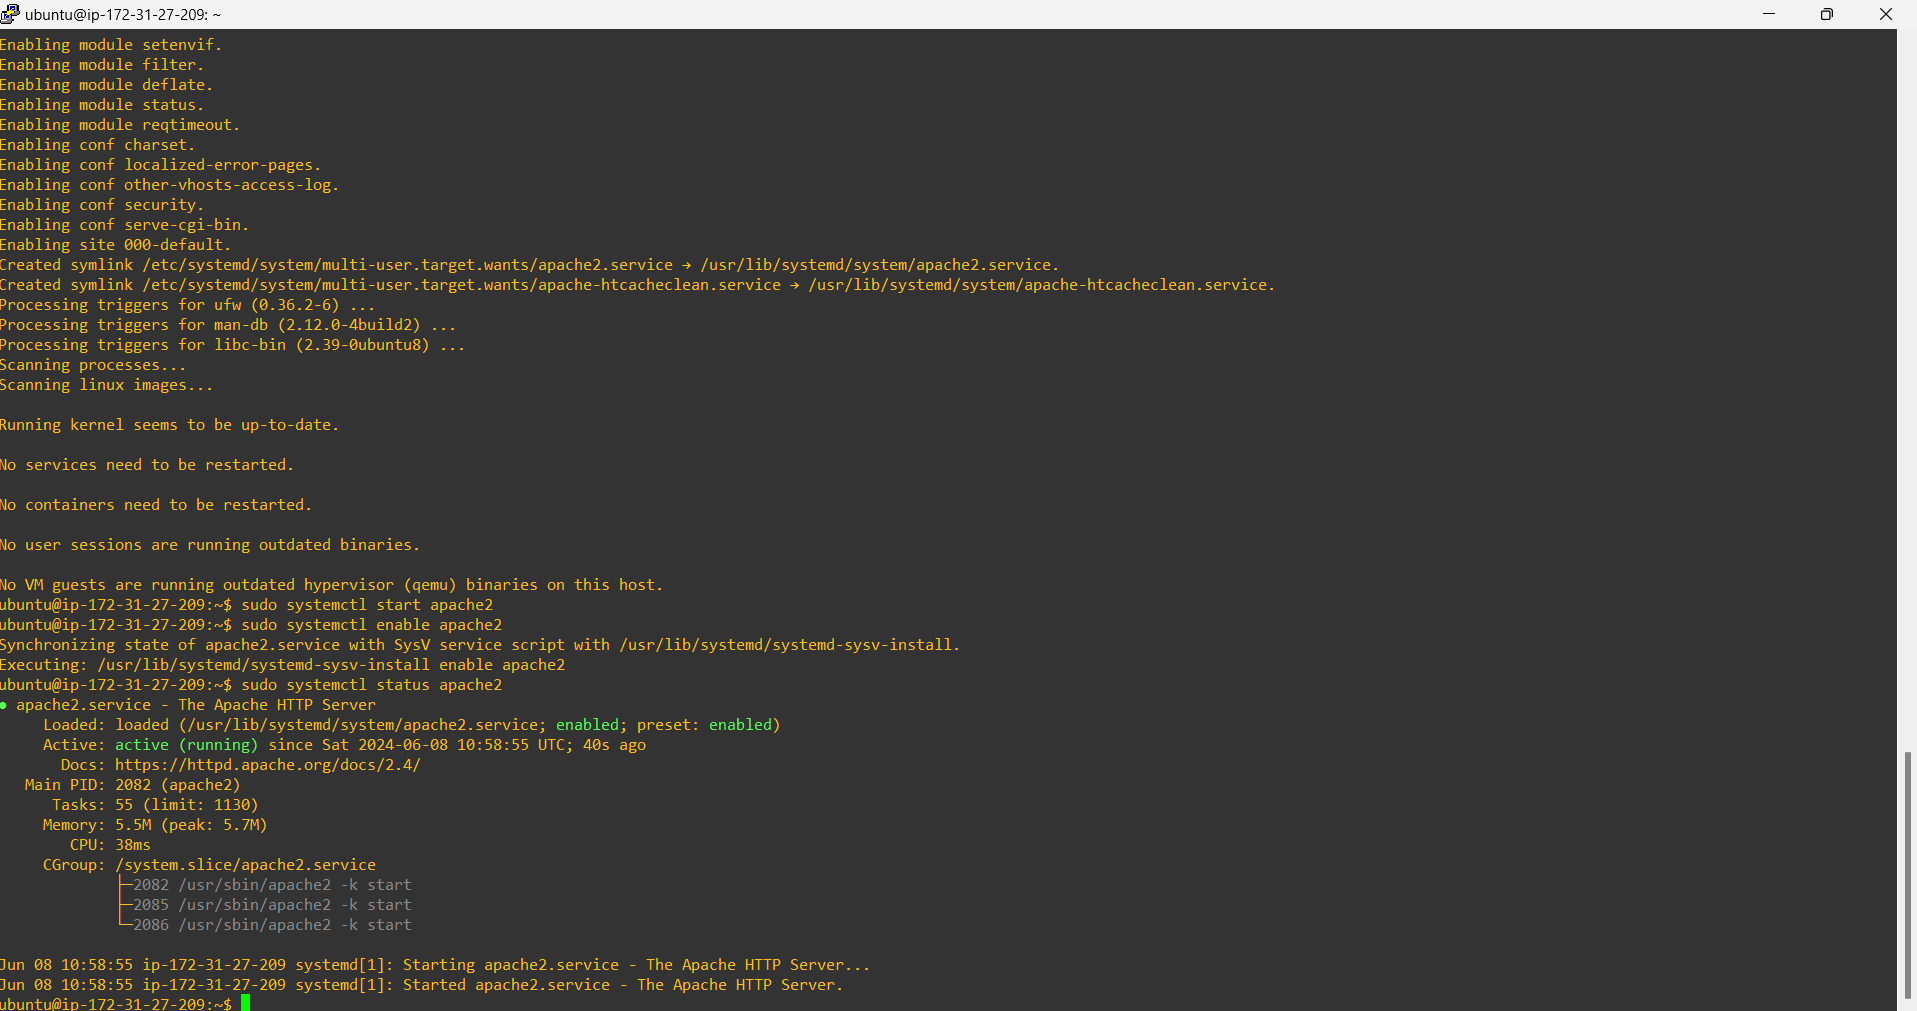 ubuntu@ip-172-31-27-209: ~
Enabling module setenvif.
Enabling module filter.
Enabling module deflate.
Enabling module status.
Enabling module reqtimeout.
Enabling conf charset.
Enabling conf localized-error-pages.
Enabling conf other-vhosts-access-log.
Enabling conf security.
Enabling conf serve-cgi-bin.
Enabling site 000-default.
Created symlink /etc/systemd/system/multi-user.target.wants/apache2.service → /usr/lib/systemd/system/apache2.service.
Created symlink /etc/systemd/system/multi-user.target.wants/apache-htcacheclean.service → /usr/lib/systemd/system/apache-htcacheclean.service.
Processing triggers for ufw (0.36.2-6) ...
Processing triggers for man-db (2.12.0-4build2) ...
Processing triggers for libc-bin (2.39-0ubuntu8) ...
Scanning processes...
Scanning linux images...
Running kernel seems to be up-to-date.
No services need to be restarted.
No containers need to be restarted.
No user sessions are running outdated binaries.
No VM guests are running outdated hypervisor (qemu) binaries on this host.
ubuntu@ip-172-31-27-209:~$ sudo systemctl start apache2
ubuntu@ip-172-31-27-209:~$ sudo systemctl enable apache2
Synchronizing state of apache2.service with SysV service script with /usr/lib/systemd/systemd-sysv-install.
Executing: /usr/lib/systemd/systemd-sysv-install enable apache2
ubuntu@ip-172-31-27-209:~$ sudo systemctl status apache2
● apache2.service - The Apache HTTP Server
Loaded: loaded (/usr/lib/systemd/system/apache2.service; enabled; preset: enabled)
Active: active (running) since Sat 2024-06-08 10:58:55 UTC; 40s ago
Docs: https://httpd.apache.org/docs/2.4/
Main PID: 2082 (apache2)
Tasks: 55 (limit: 1130)
Memory: 5.5M (peak: 5.7M)
CPU: 38ms
CGroup: /system.slice/apache2.service
├─2082 /usr/sbin/apache2 -k start
├─2085 /usr/sbin/apache2 -k start
└─2086 /usr/sbin/apache2 -k start
Jun 08 10:58:55 ip-172-31-27-209 systemd[1]: Starting apache2.service - The Apache HTTP Server...
Jun 08 10:58:55 ip-172-31-27-209 systemd[1]: Started apache2.service - The Apache HTTP Server.
ubuntu@ip-172-31-27-209:~$